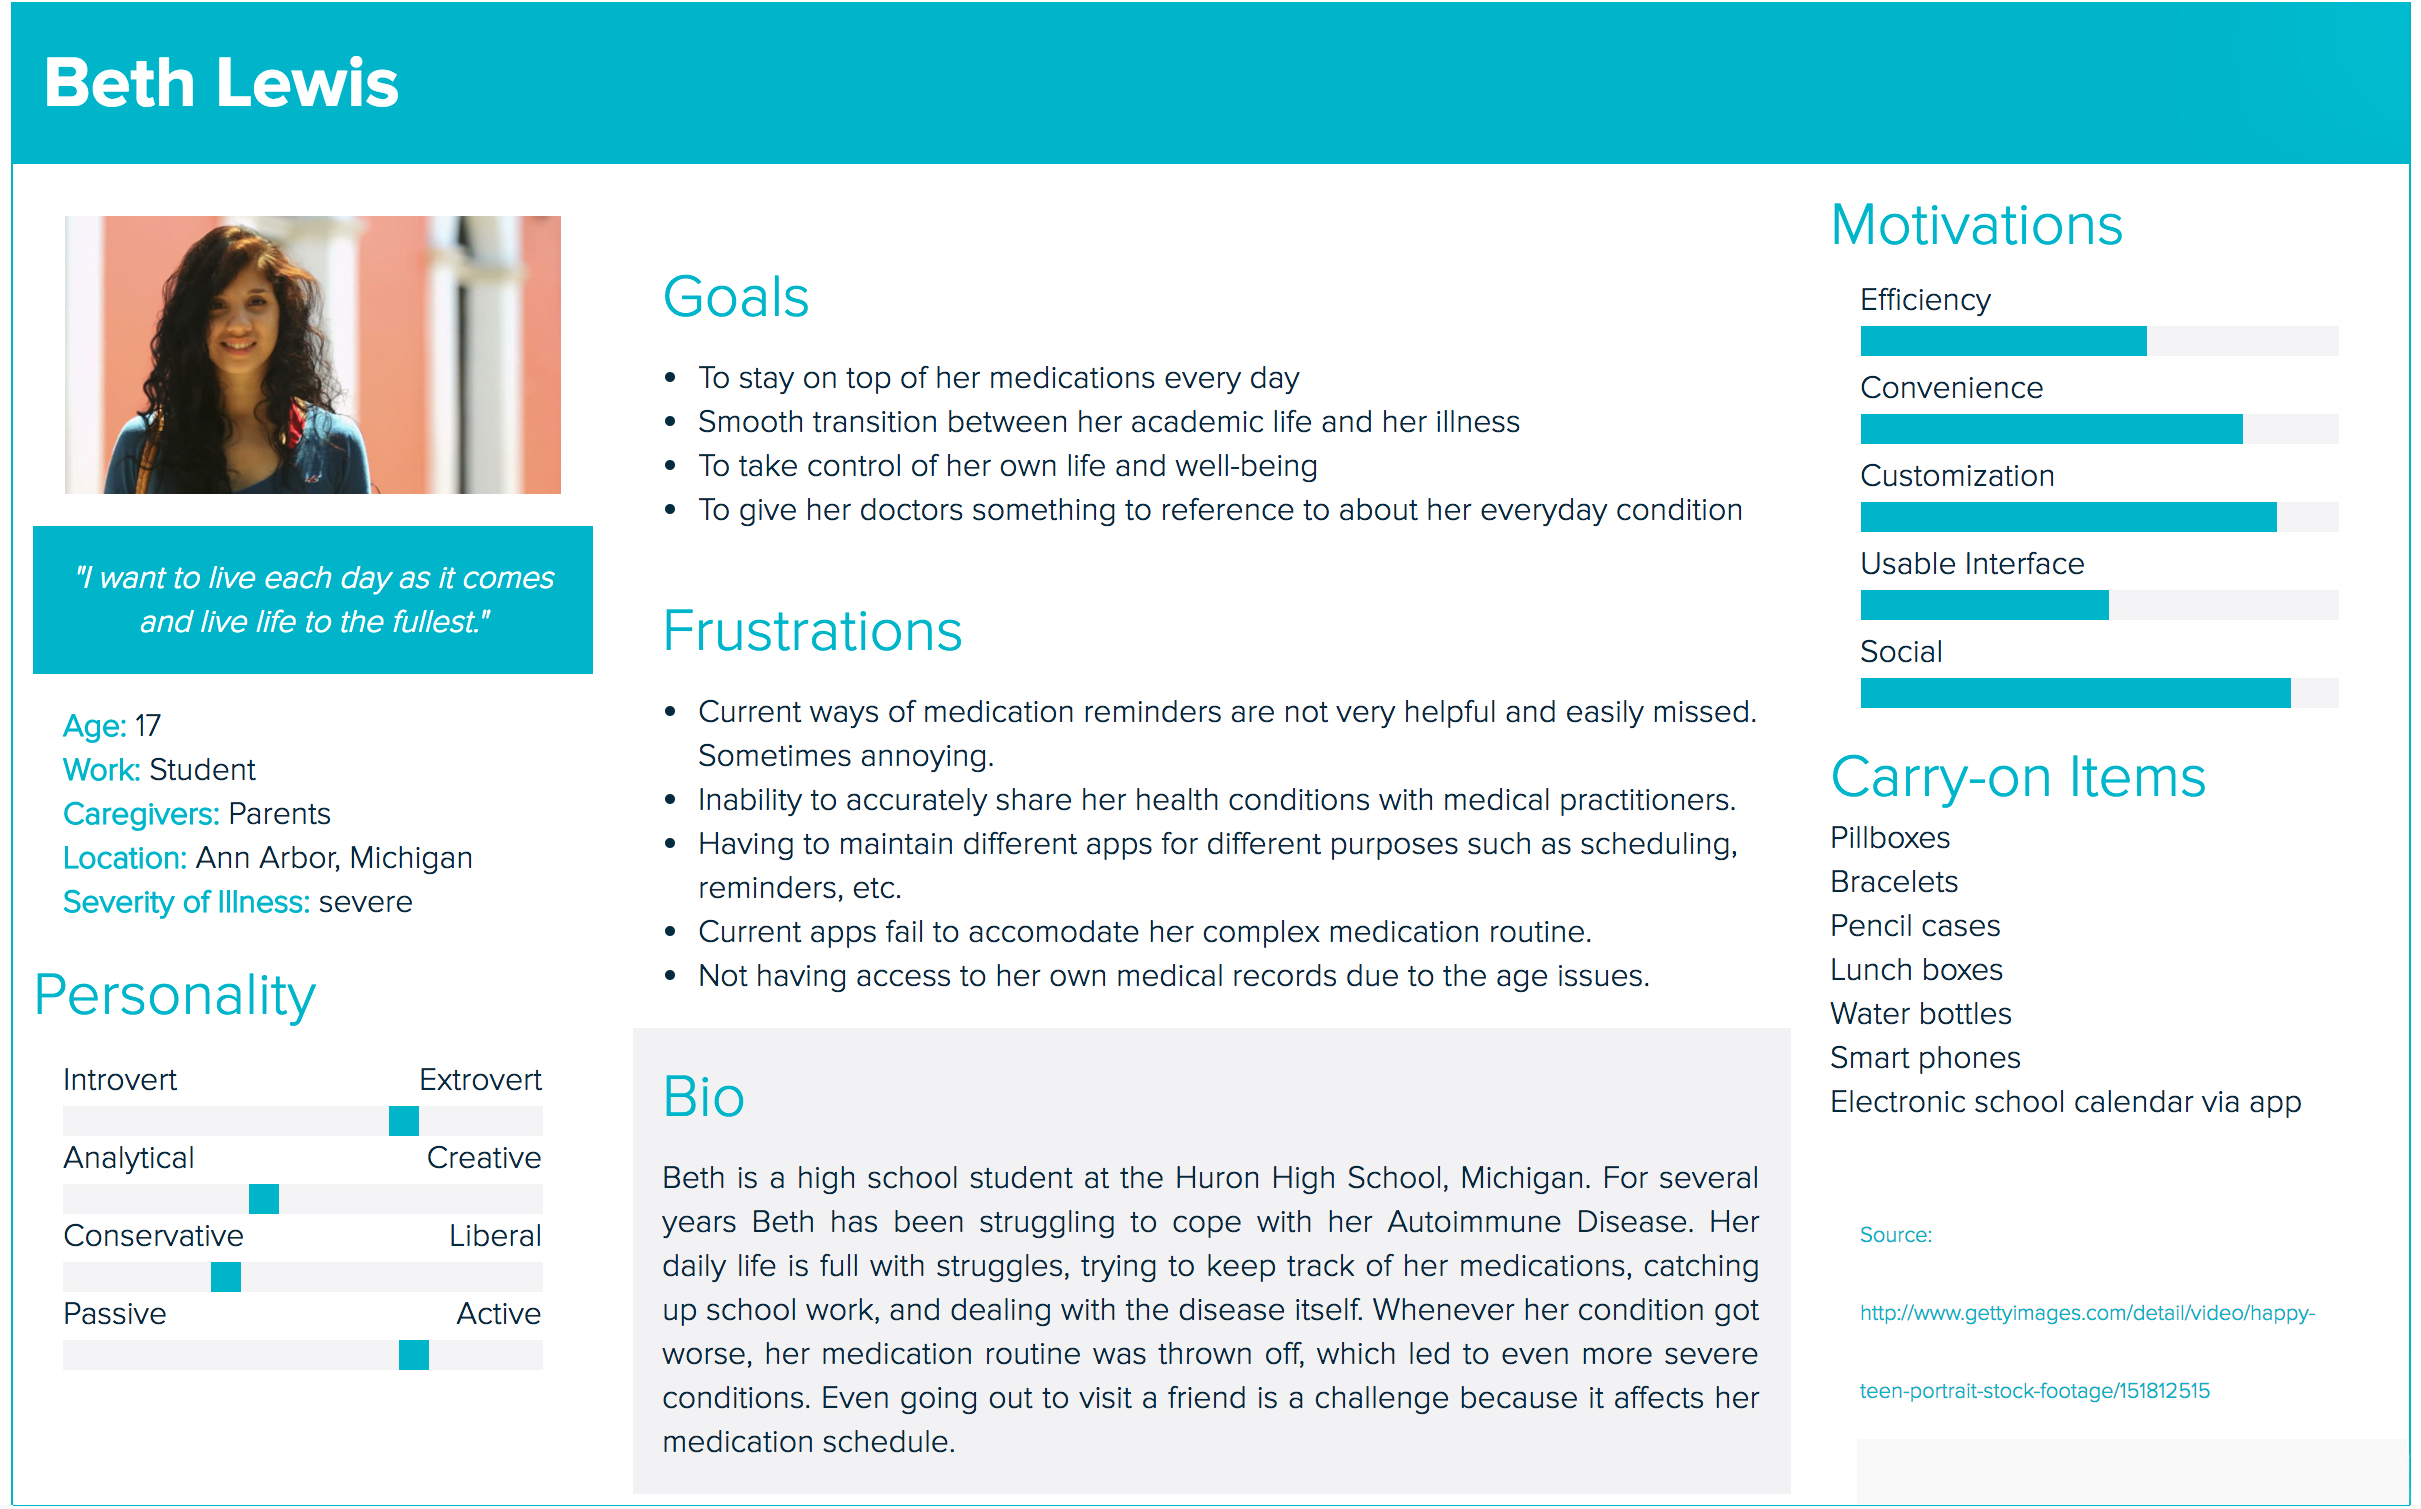 Beth Lewis
"I want to live each day as it comes
and live life to the fullest."
Age: 17
Work: Student
Caregivers: Parents
Location: Ann Arbor, Michigan
Severity of Illness: severe
Personality
Introvert Extrovert
Analytical Creative
Conservative Liberal
Passive Active
Goals
• To stay on top of her medications every day
• Smooth transition between her academic life and her illness
• To take control of her own life and well-being
• To give her doctors something to reference to about her everyday condition
Frustrations
• Current ways of medication reminders are not very helpful and easily missed.
Sometimes annoying.
• Inability to accurately share her health conditions with medical practitioners.
• Having to maintain different apps for different purposes such as scheduling,
reminders, etc.
• Current apps fail to accomodate her complex medication routine.
• Not having access to her own medical records due to the age issues.
Bio
Beth is a high school student at the Huron High School, Michigan. For several
years Beth has been struggling to cope with her Autoimmune Disease. Her
daily life is full with struggles, trying to keep track of her medications, catching
up school work, and dealing with the disease itself. Whenever her condition got
worse, her medication routine was thrown off, which led to even more severe
conditions. Even going out to visit a friend is a challenge because it affects her
medication schedule.
Motivations
Efficiency
Convenience
Customization
Usable Interface
Social
Carry-on Items
Pillboxes
Bracelets
Pencil cases
Lunch boxes
Water bottles
Smart phones
Electronic school calendar via app
Source:
http://www.gettyimages.com/detail/video/happy-
teen-portrait-stock-footage/151812515